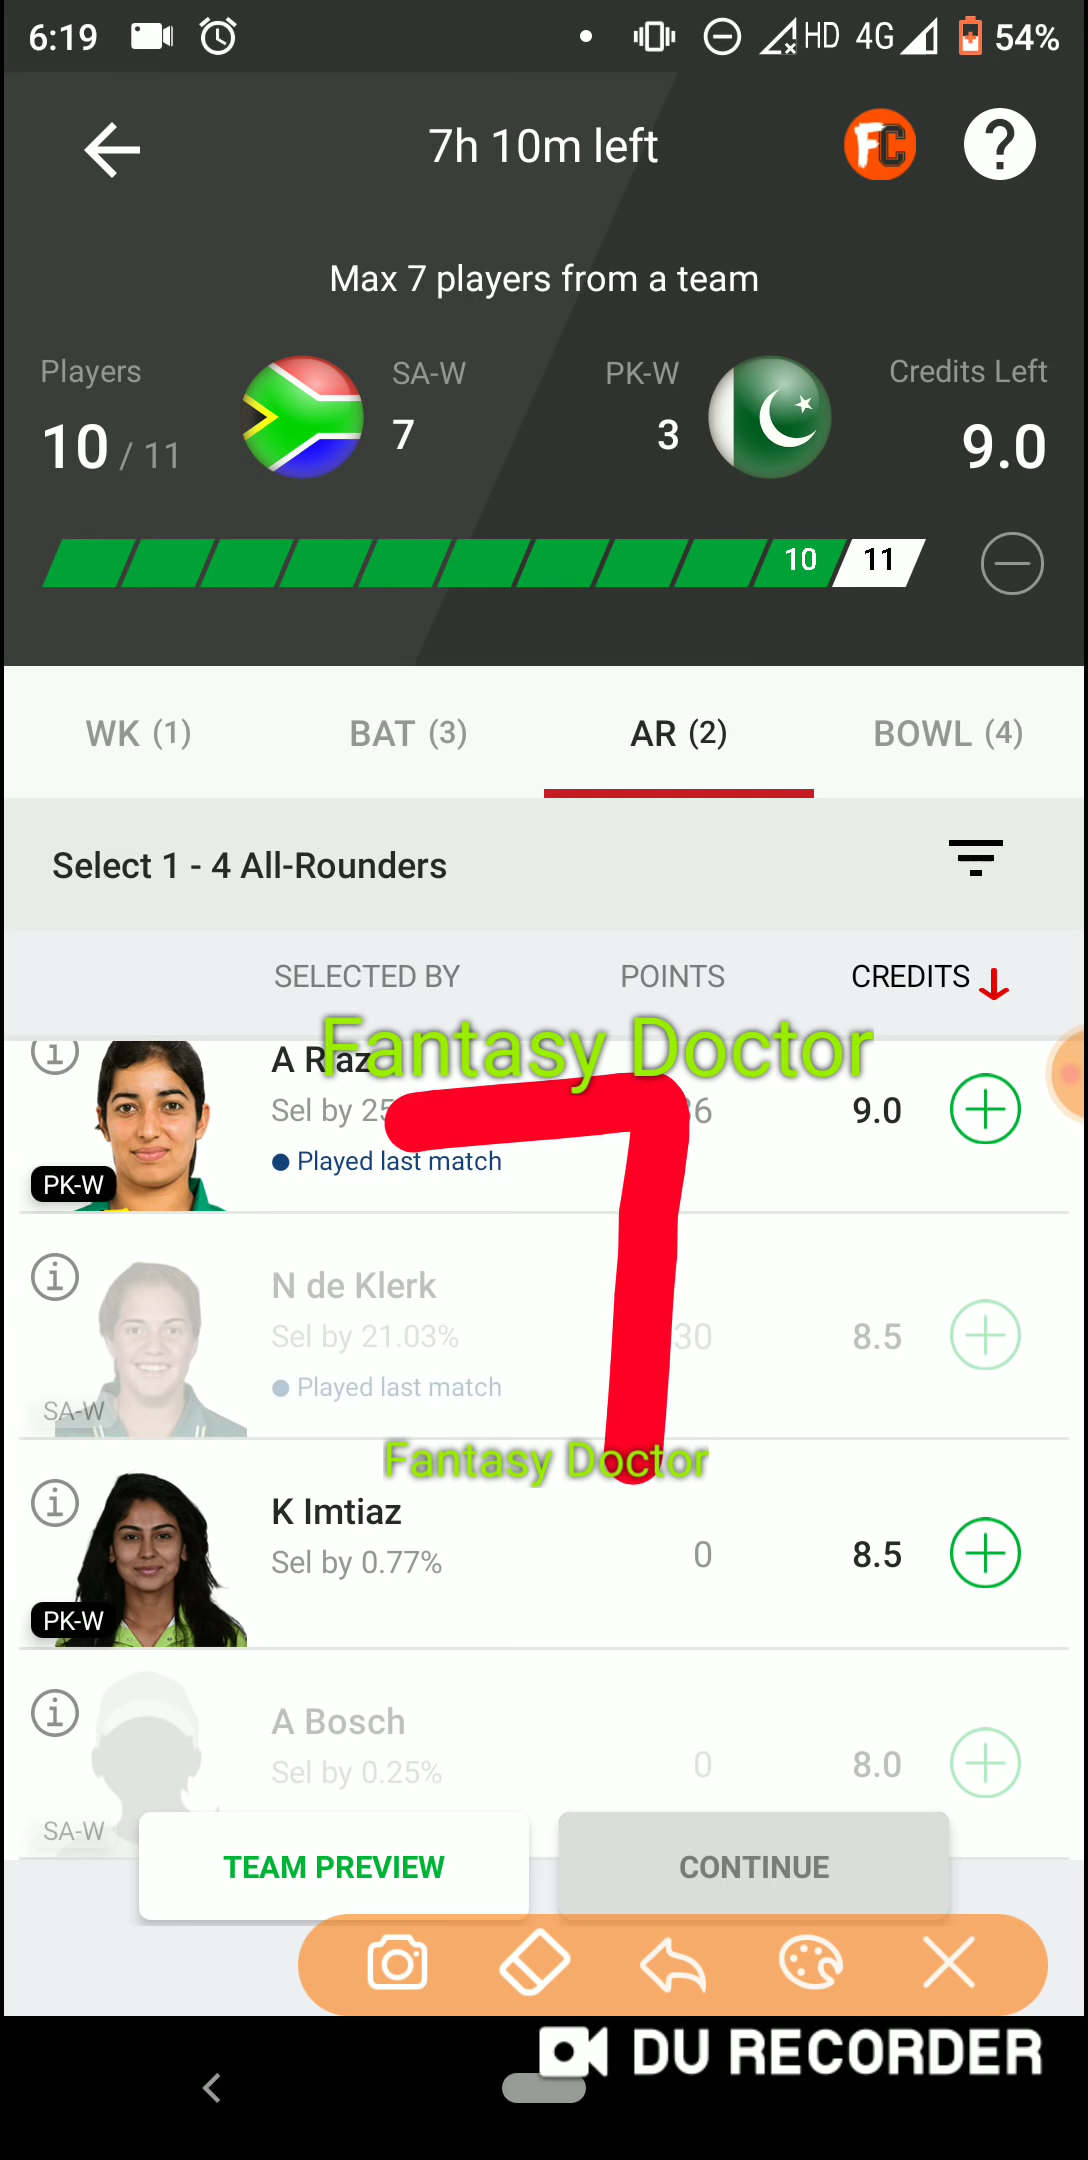 6:19 HD 4G 54%
7h 10m left FC ?
Max 7 players from a team
Players SA-W PK-W Credits Left
10 / 11 7 3 9.0
10 11
WK (1) BAT (3) AR (2) BOWL (4)
Select 1 - 4 All-Rounders
SELECTED BY POINTS CREDITS
Fantasy Doctor
A Riaz
Sel by 9.0
Played last match
PK-W
N de Klerk
Sel by 21.03% 30 8.5
Played last match
SA-W
Fantasy Doctor
K Imtiaz
Sel by 0.77% 0 8.5
PK-W
A Bosch
Sel by 0.25% 0 8.0
SA-W
TEAM PREVIEW CONTINUE
DU RECORDER